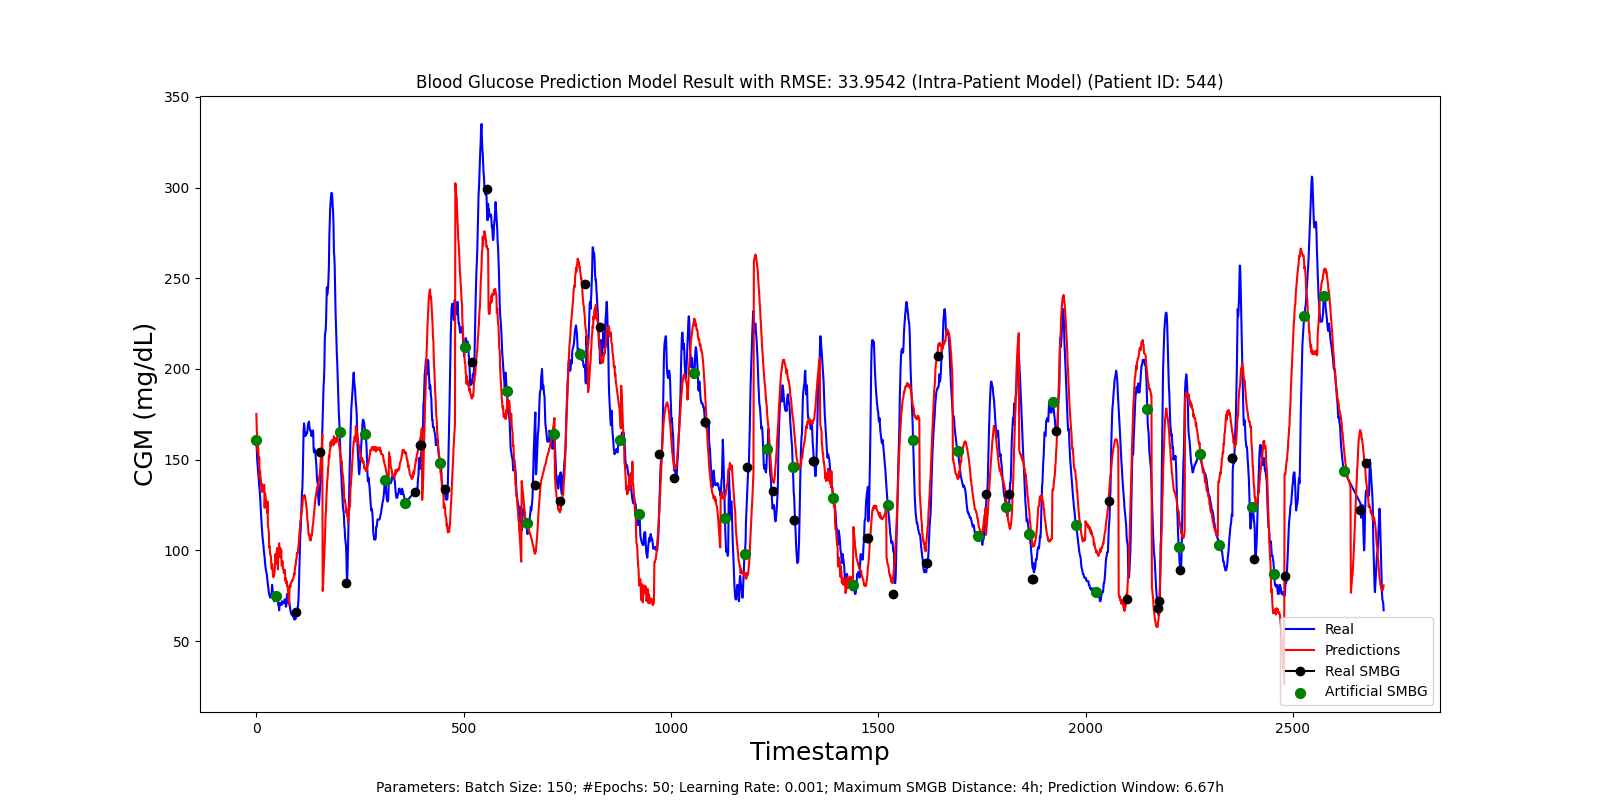 Blood Glucose Prediction Model Result with RMSE: 33.9542 (Intra-Patient Model) (Patient ID: 544)
350
300
250
200
150
100
50
CGM (mg/dL)
0
500
1000
1500
2000
2500
Timestamp
Real
Predictions
Real SMBG
Artificial SMBG
Parameters: Batch Size: 150; #Epochs: 50; Learning Rate: 0.001; Maximum SMGB Distance: 4h; Prediction Window: 6.67h